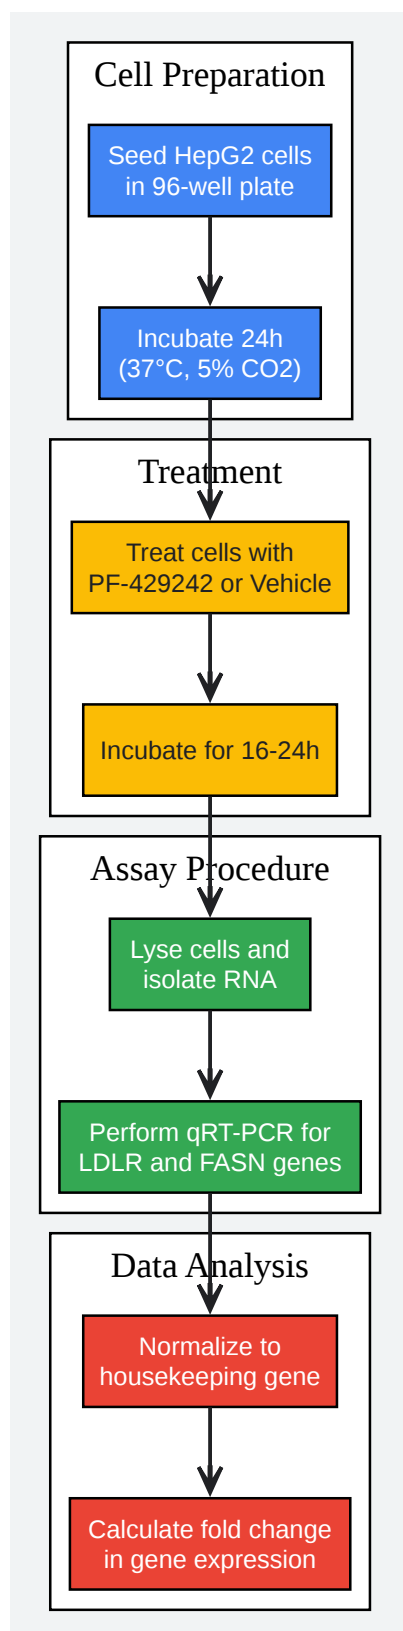 Cell Preparation
Seed HepG2 cells
in 96-well plate
Incubate 24h
(37°C, 5% CO2)
Treatment
Treat cells with
PF-429242 or Vehicle
Incubate for 16-24h
Assay Procedure
Lyse cells and
isolate RNA
Perform qRT-PCR for
LDLR and FASN genes
Data Analysis
Normalize to
housekeeping gene
Calculate fold change
in gene expression